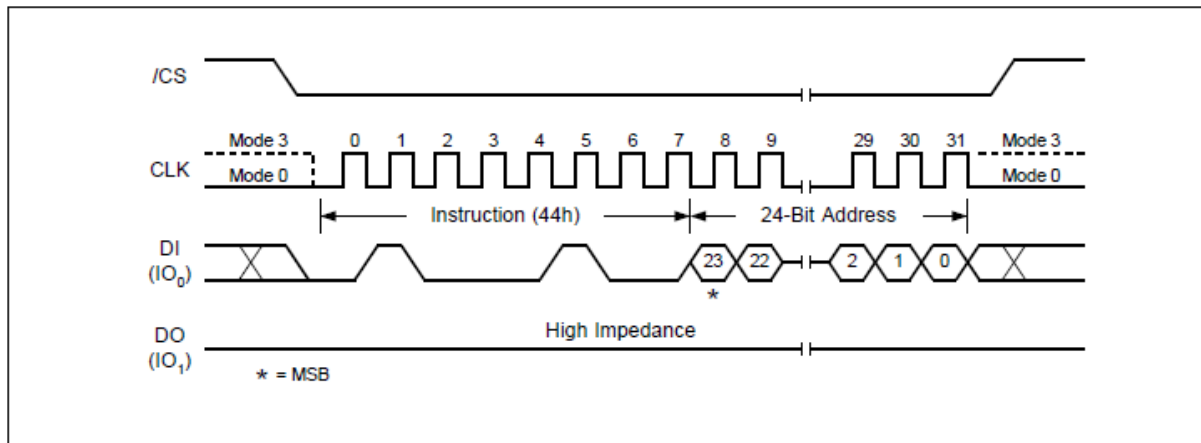 /CS
Mode 3
0 1 2 3 4 5 6 7 8 9 29 30 31
Mode 3
CLK
Mode 0
Mode 0
Instruction (44h)
24-Bit Address
DI
(IO0)
23 22 2 1 0
*
High Impedance
DO
(IO1)
* = MSB